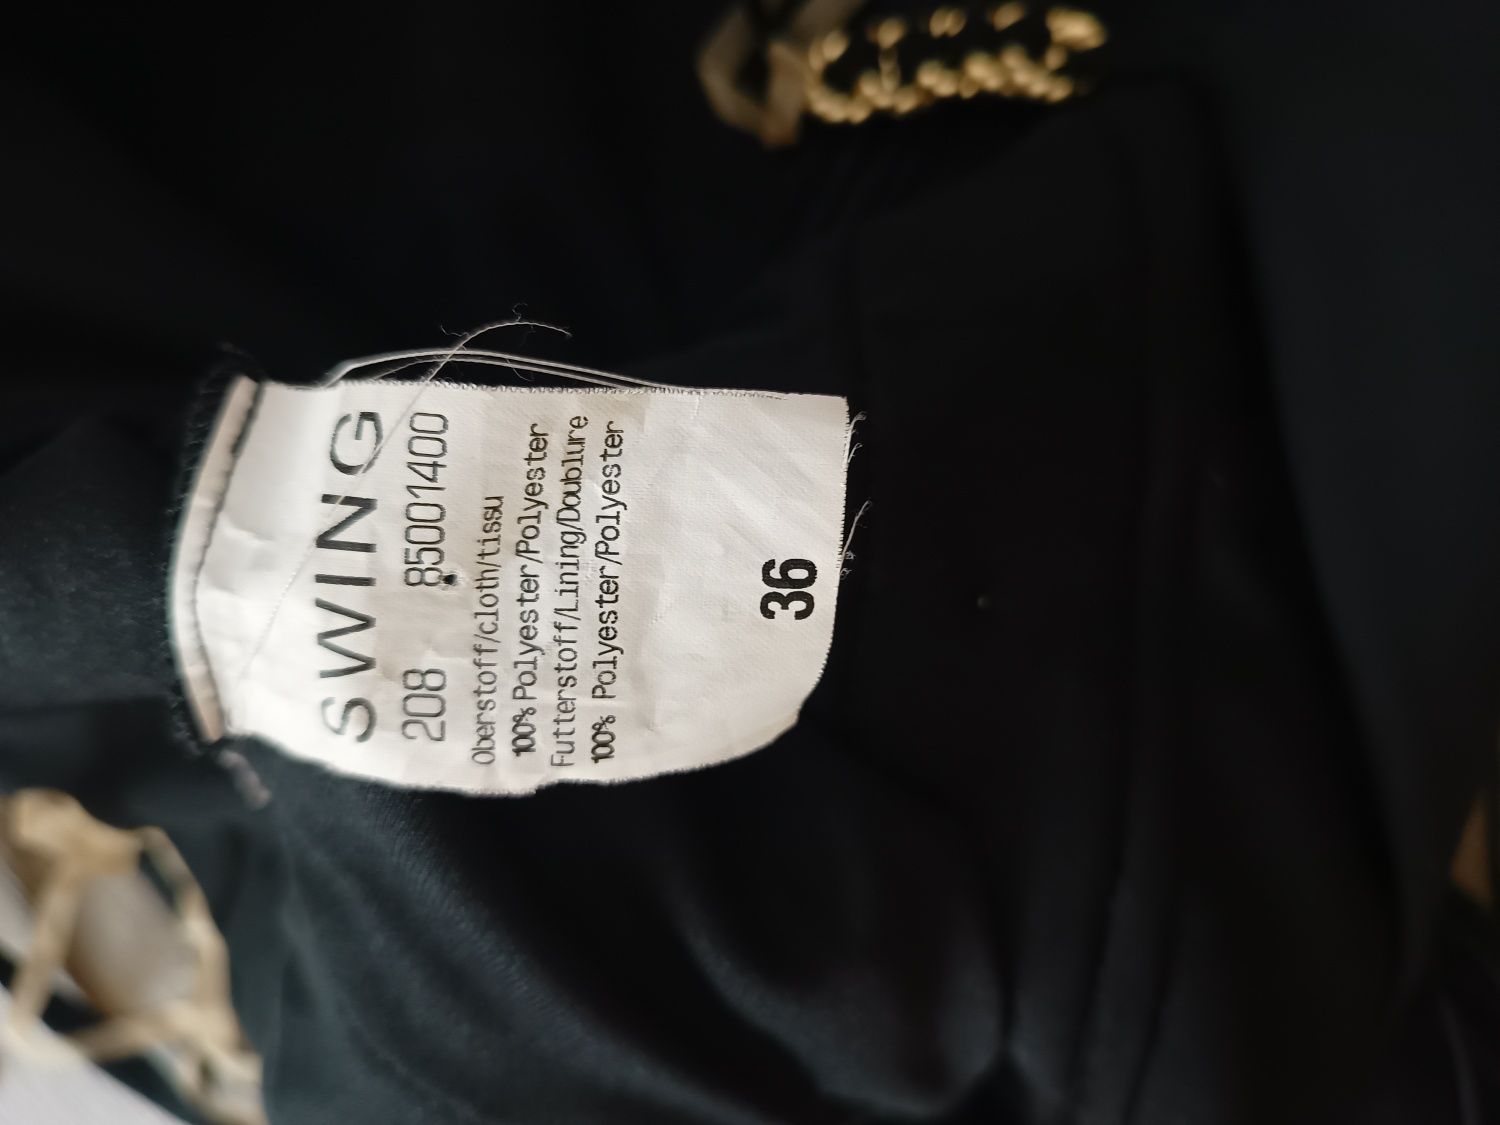 SWING
208 85001400
Oberstoff/cloth/tissu
100% Polyester/Polyester
Futterstoff/Lining/Doublure
100% Polyester/Polyester
36